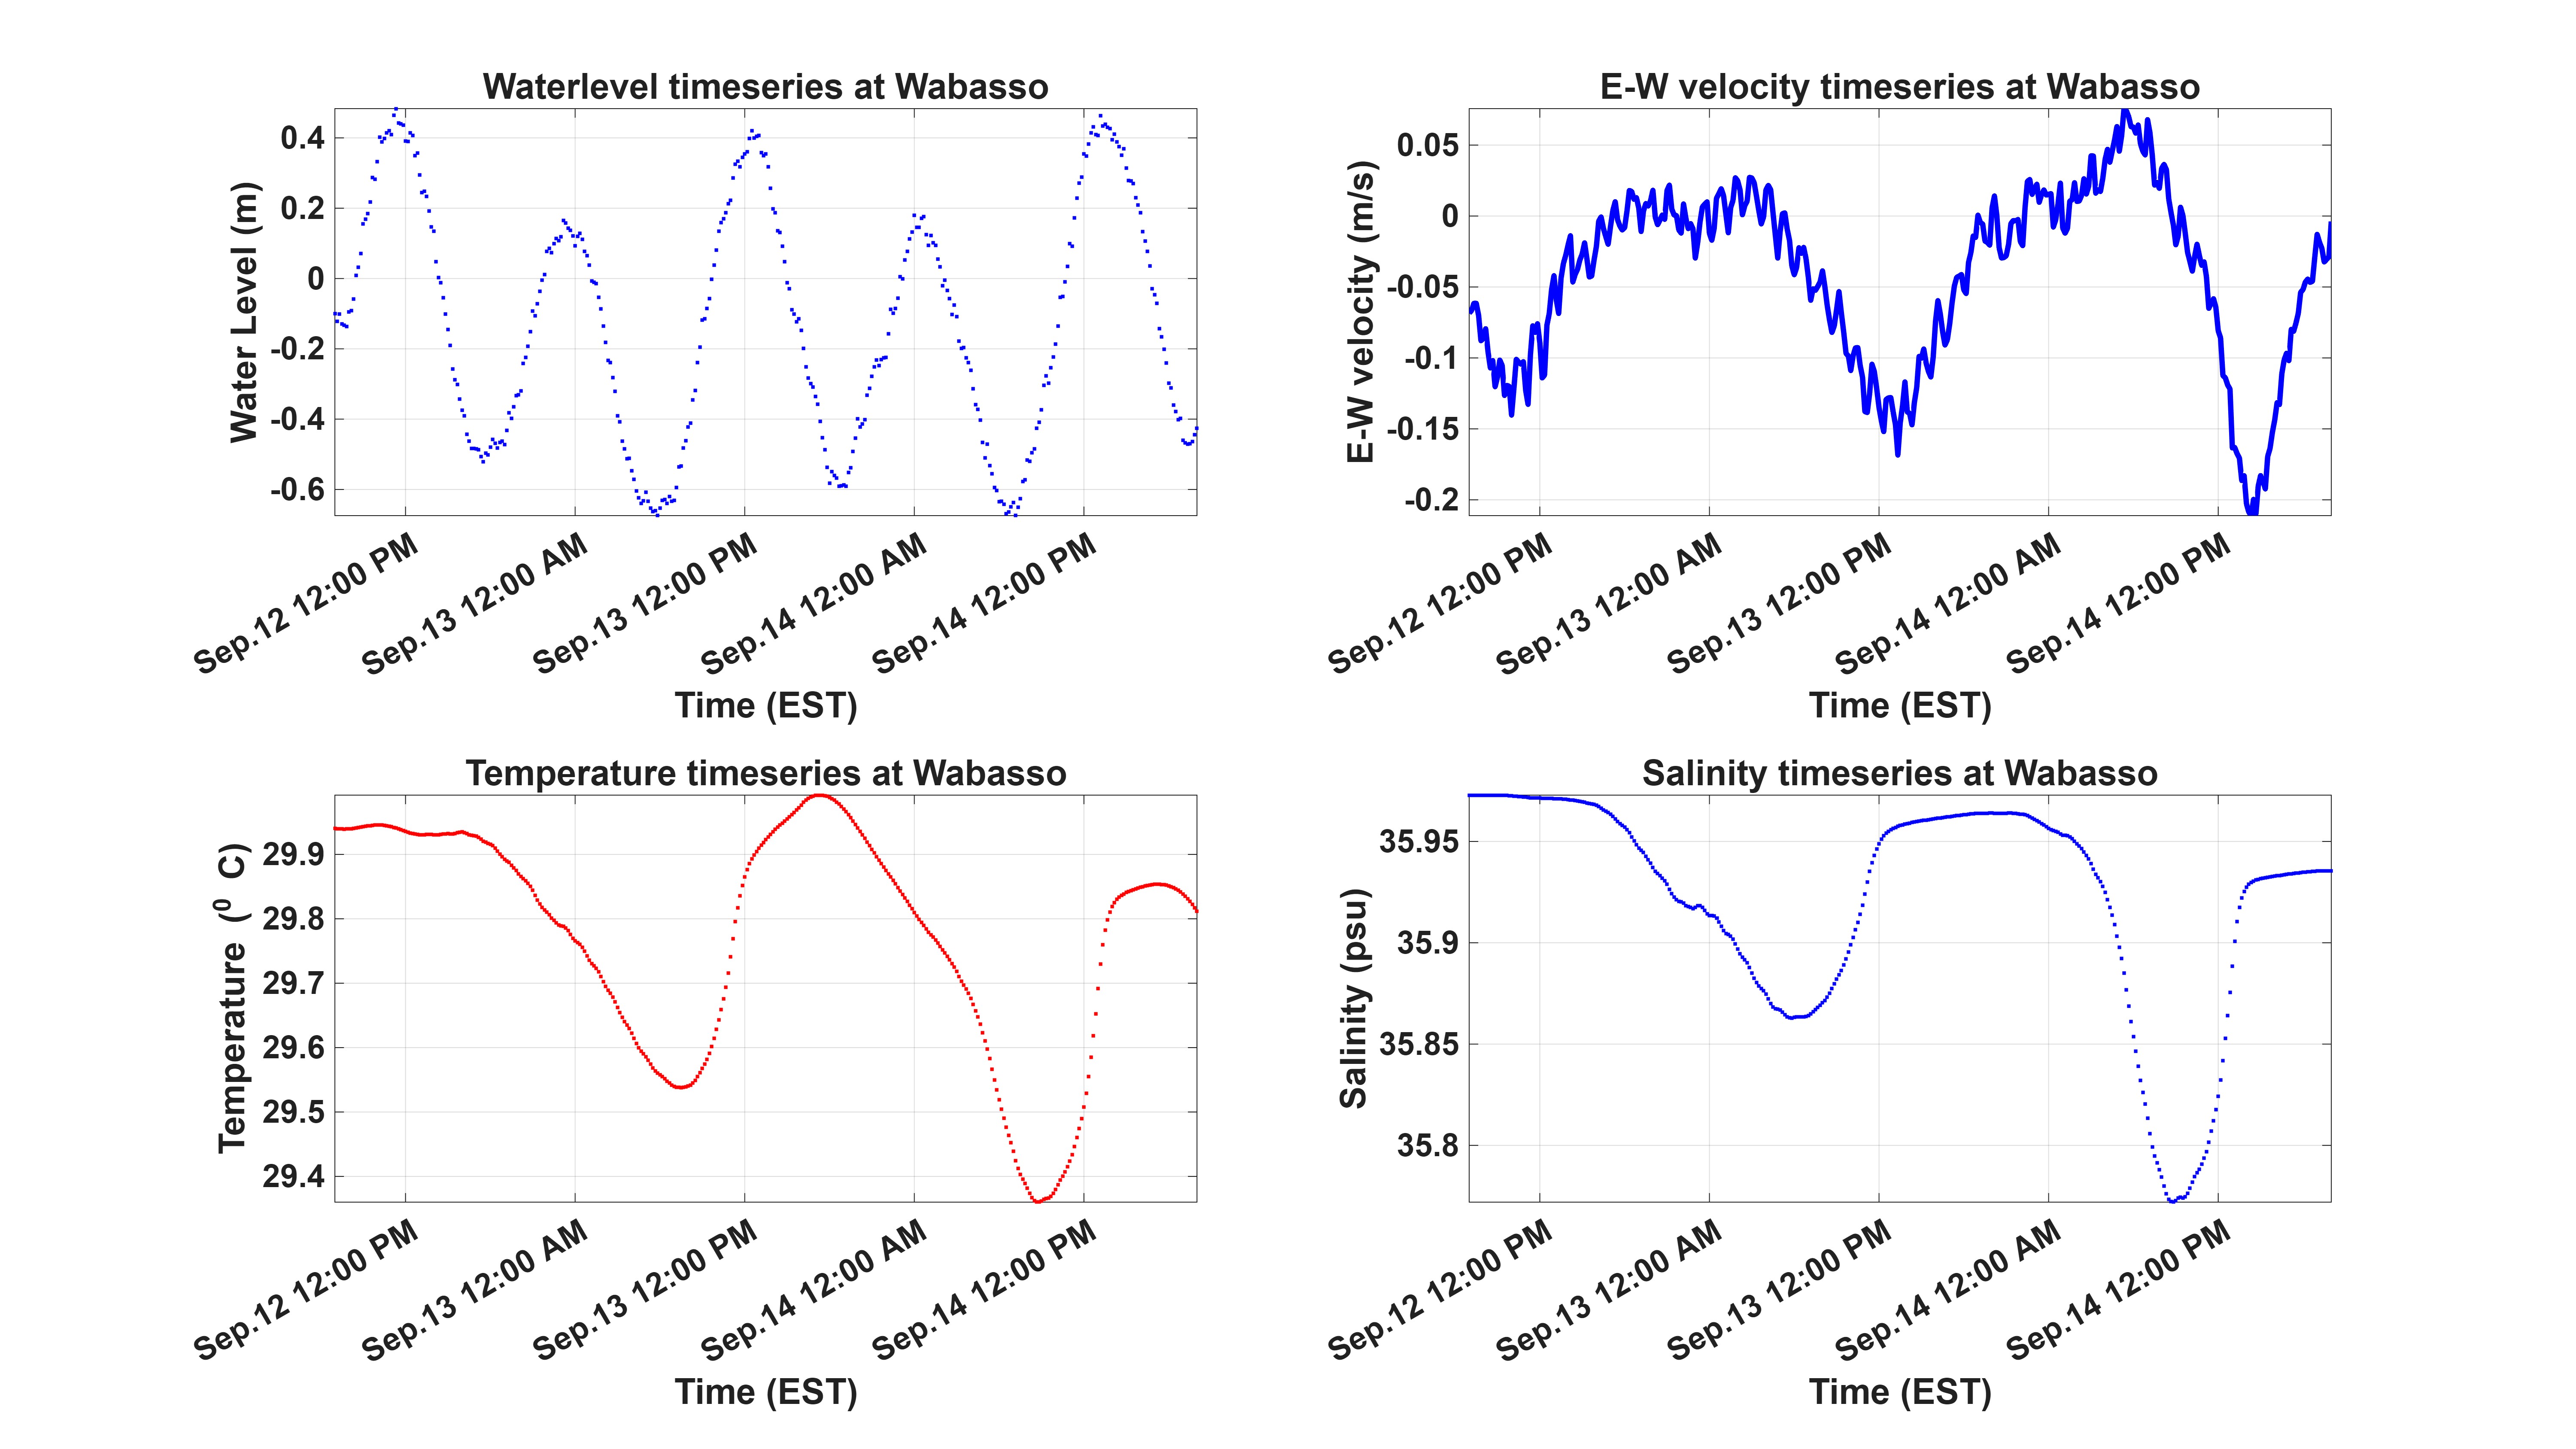 Waterlevel timeseries at Wabasso
0.4
0.2
0
-0.2
-0.4
-0.6
Water Level (m)
Sep.12 12:00 PM
Sep.13 12:00 AM
Sep.13 12:00 PM
Sep.14 12:00 AM
Sep.14 12:00 PM
Time (EST)
E-W velocity timeseries at Wabasso
0.05
0
-0.05
-0.1
-0.15
-0.2
E-W velocity (m/s)
Sep.12 12:00 PM
Sep.13 12:00 AM
Sep.13 12:00 PM
Sep.14 12:00 AM
Sep.14 12:00 PM
Time (EST)
Temperature timeseries at Wabasso
29.9
29.8
29.7
29.6
29.5
29.4
Temperature (⁰ C)
Sep.12 12:00 PM
Sep.13 12:00 AM
Sep.13 12:00 PM
Sep.14 12:00 AM
Sep.14 12:00 PM
Time (EST)
Salinity timeseries at Wabasso
35.95
35.9
35.85
35.8
Salinity (psu)
Sep.12 12:00 PM
Sep.13 12:00 AM
Sep.13 12:00 PM
Sep.14 12:00 AM
Sep.14 12:00 PM
Time (EST)